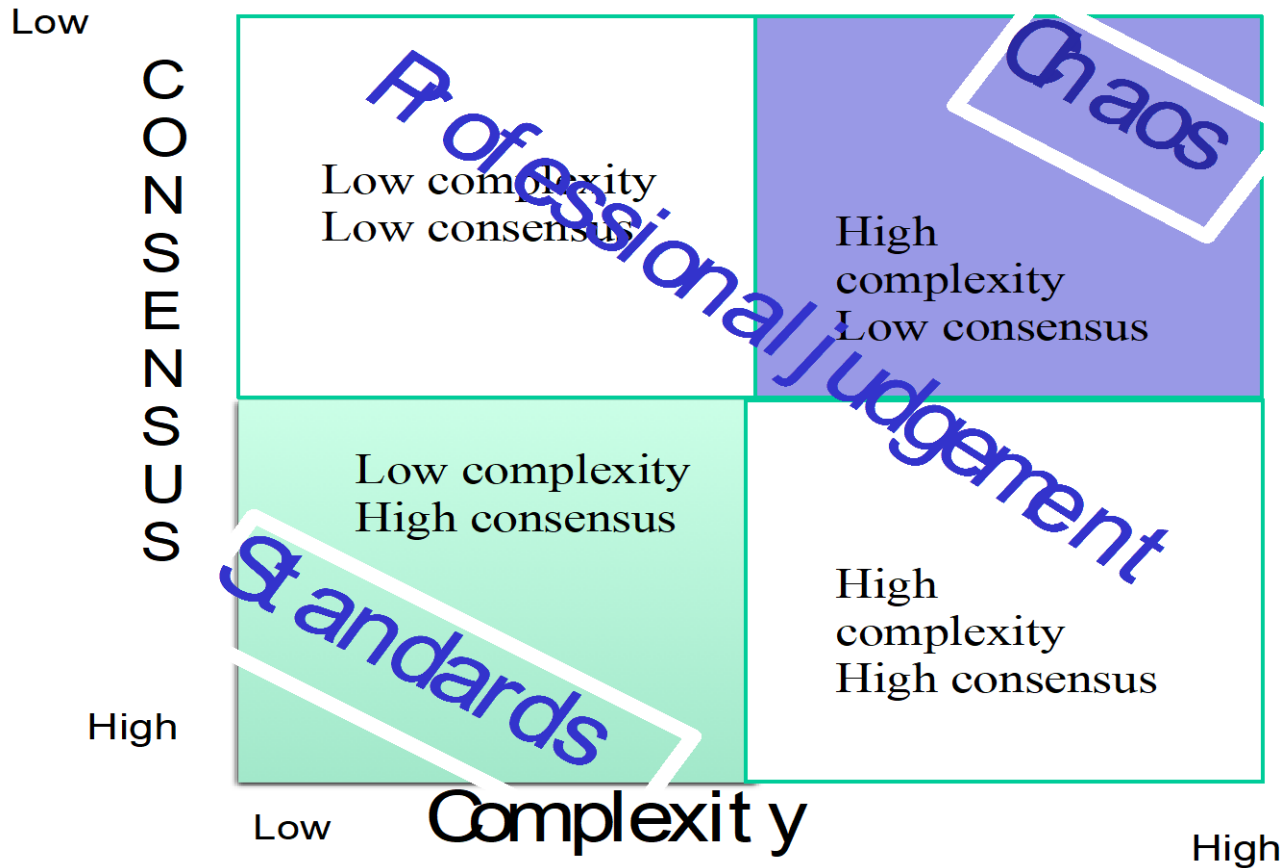 Low
CONSENSUS
High
Professional judgement
Chaos
Low complexity
Low consensus
High
complexity
Low consensus
Low complexity
High consensus
Standards
High
complexity
High consensus
Low
Complexity
High